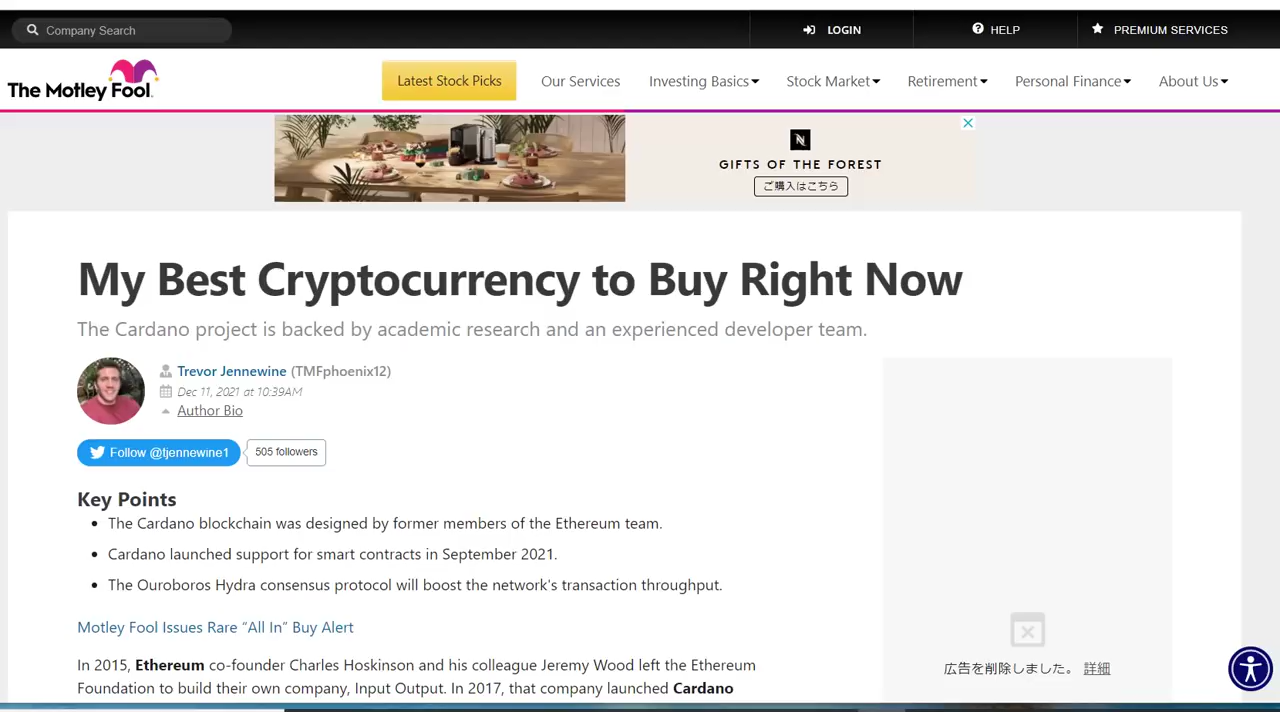 Company Search
LOGIN
HELP
PREMIUM SERVICES
The Motley Fool.
Latest Stock Picks
Our Services
Investing Basics
Stock Market
Retirement
Personal Finance
About Us
N
GIFTS OF THE FOREST
ご購入はこちら
My Best Cryptocurrency to Buy Right Now
The Cardano project is backed by academic research and an experienced developer team.
Trevor Jennewine (TMFphoenix12)
Dec 11, 2021 at 10:39AM
Author Bio
Follow @tjennewine1
505 followers
Key Points
The Cardano blockchain was designed by former members of the Ethereum team.
Cardano launched support for smart contracts in September 2021.
The Ouroboros Hydra consensus protocol will boost the network's transaction throughput.
Motley Fool Issues Rare “All In” Buy Alert
In 2015, Ethereum co-founder Charles Hoskinson and his colleague Jeremy Wood left the Ethereum
Foundation to build their own company, Input Output. In 2017, that company launched Cardano
広告を削除しました。 詳細